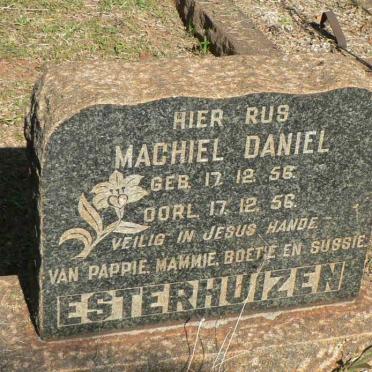 HIER RUS
MACHIEL DANIEL
GEB. 17. 12. 56.
OORL. 17. 12. 56.
VEILIG IN JESUS HANDE.
VAN PAPPIE, MAMMIE, BOETIE EN SUSSIE.
ESTERHUIZEN